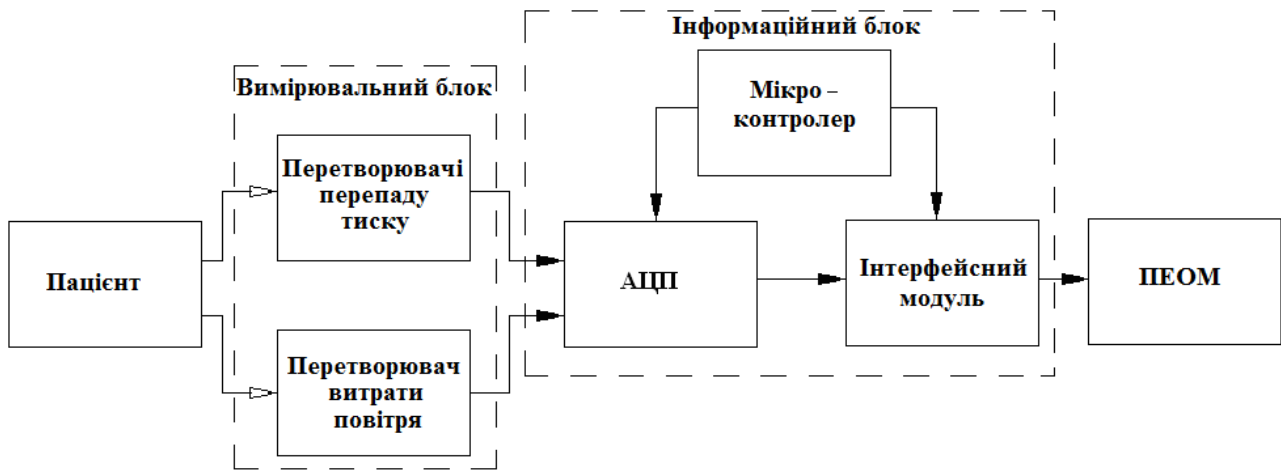 Інформаційний блок
Вимірювальний блок
Мікро –
контролер
Перетворювачі
перепаду
тиску
Пацієнт
АЦП
Інтерфейсний
модуль
ПЕОМ
Перетворювач
витрати
повітря